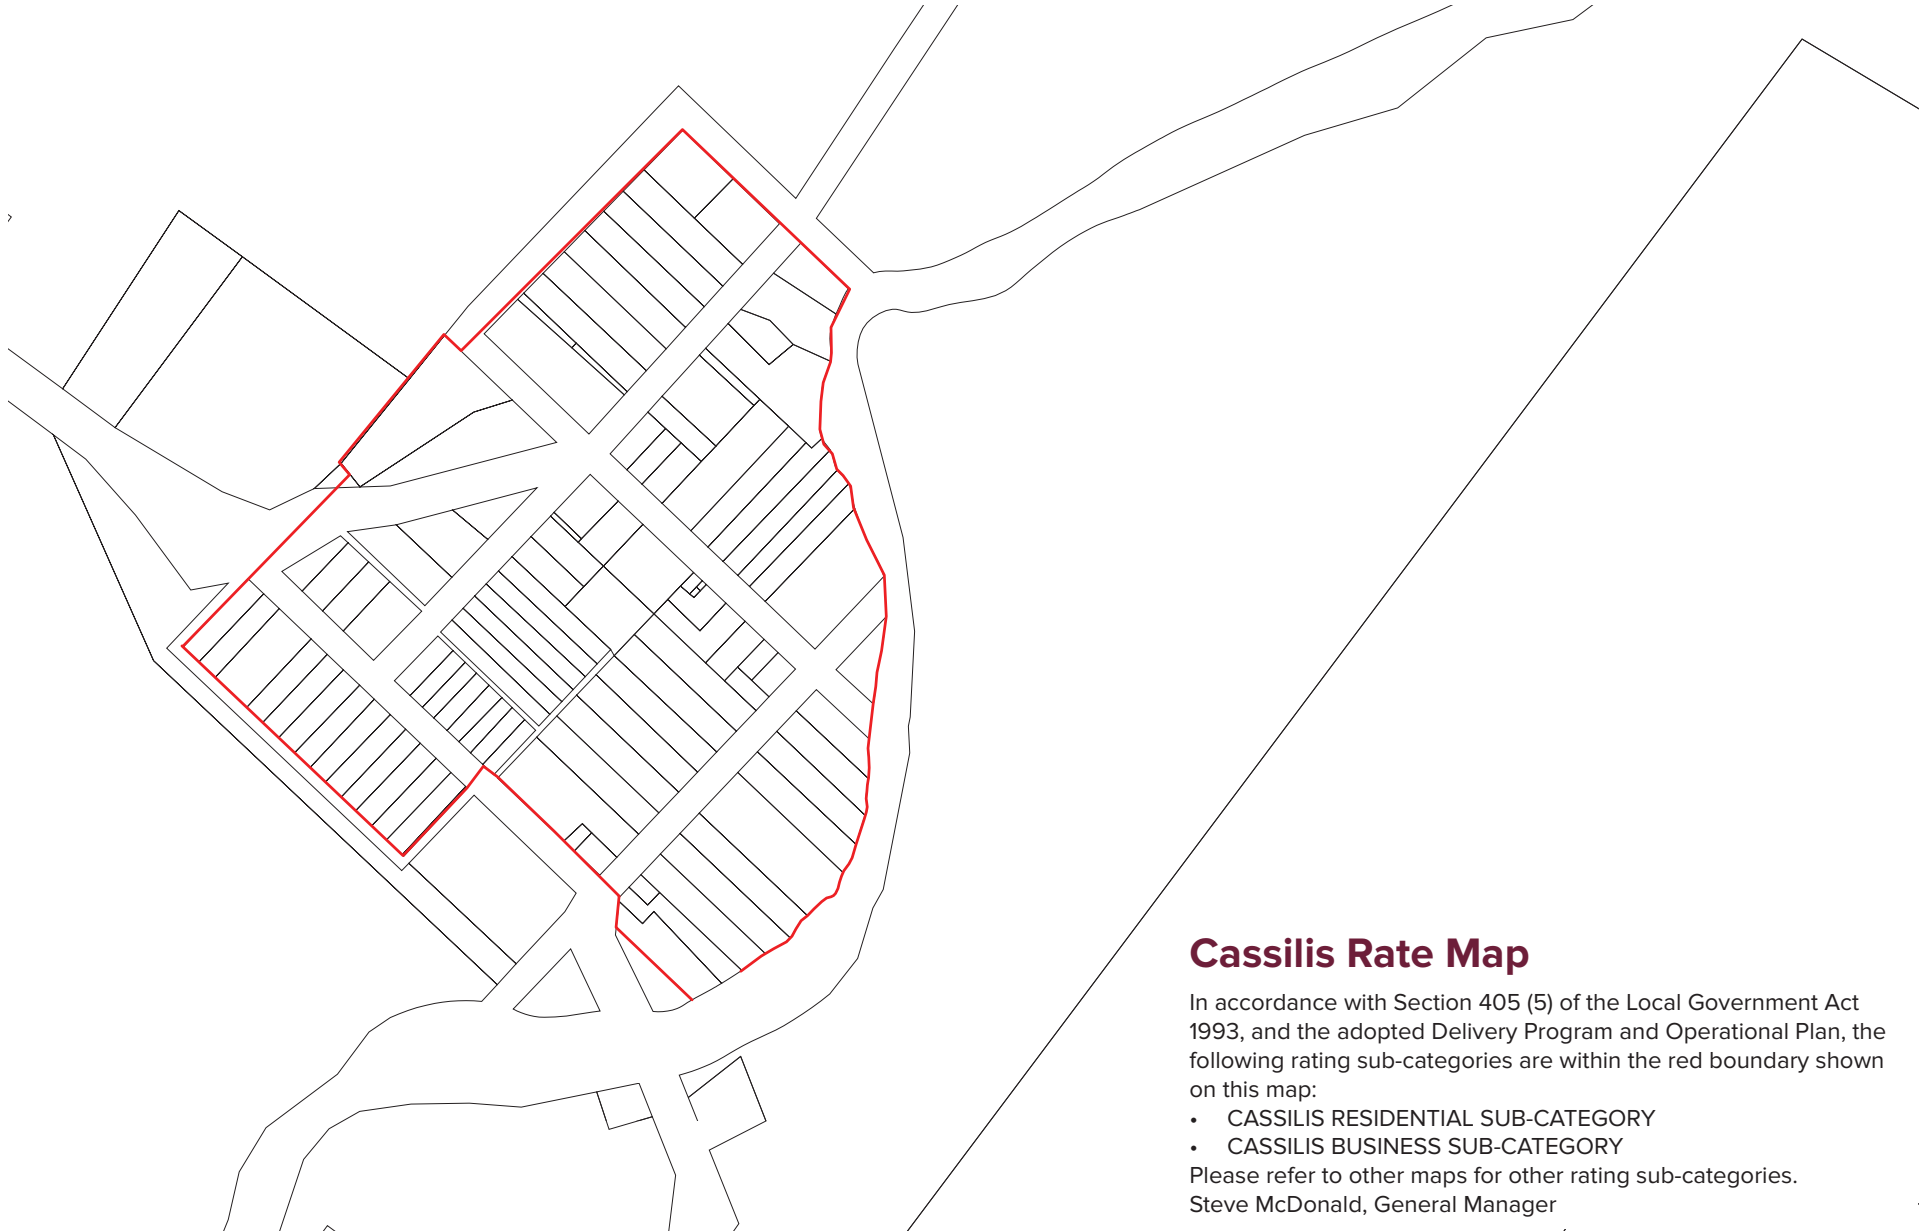 Cassilis Rate Map
In accordance with Section 405 (5) of the Local Government Act
1993, and the adopted Delivery Program and Operational Plan, the
following rating sub-categories are within the red boundary shown
on this map:
• CASSILIS RESIDENTIAL SUB-CATEGORY
• CASSILIS BUSINESS SUB-CATEGORY
Please refer to other maps for other rating sub-categories.
Steve McDonald, General Manager